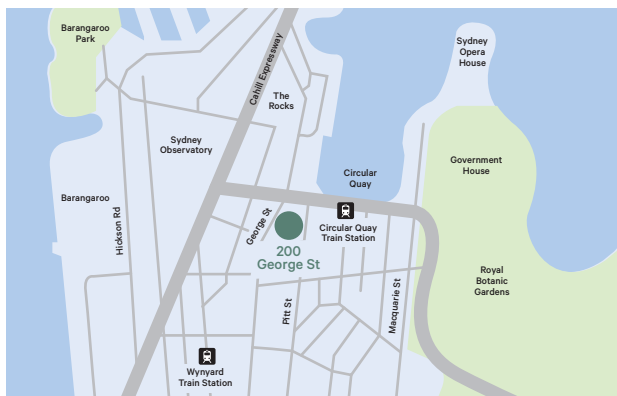 Barangaroo
Park
Cahill Expressway
Sydney
Opera
House
The
Rocks
Sydney
Observatory
Circular
Quay
Government
House
Barangaroo
Hickson Rd
George St
Circular Quay
Train Station
200
George St
Royal
Botanic
Gardens
Pitt St
Macquarie St
Wynyard
Train Station